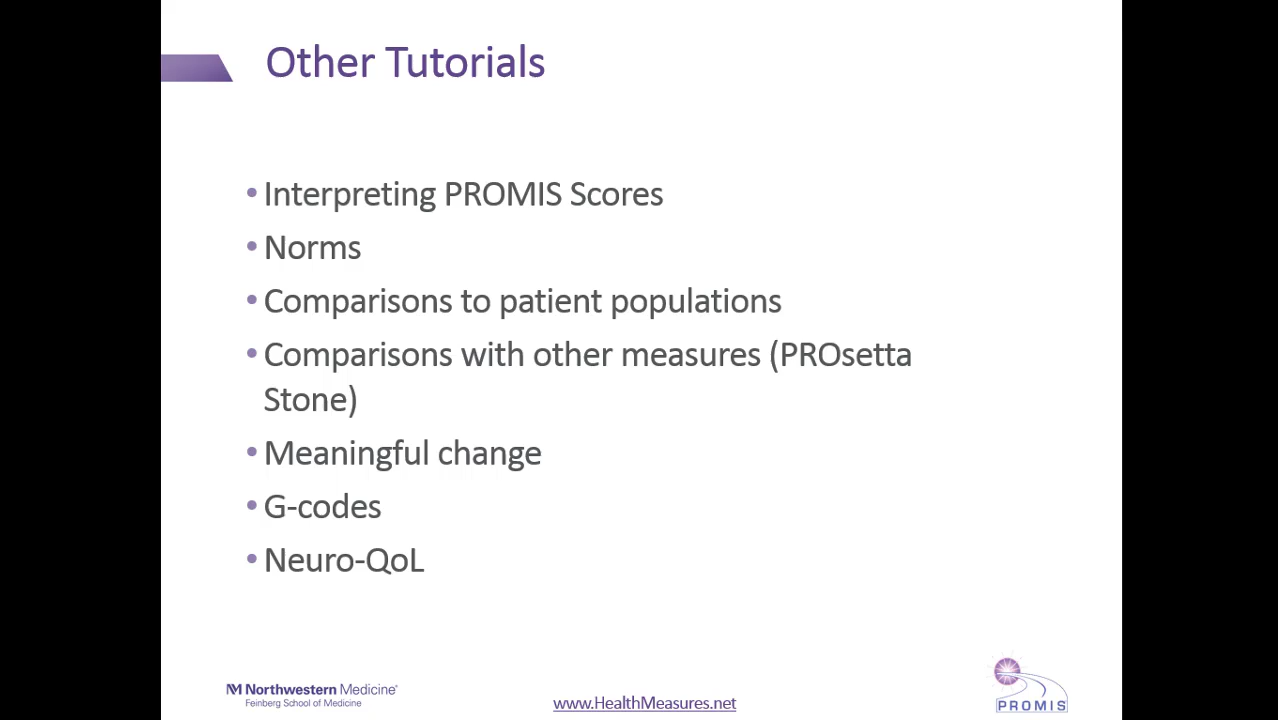 Other Tutorials
• Interpreting PROMIS Scores
• Norms
• Comparisons to patient populations
• Comparisons with other measures (PROsetta
Stone)
• Meaningful change
• G-codes
• Neuro-QoL
Northwestern Medicine®
Feinberg School of Medicine
www.HealthMeasures.net
PROMIS